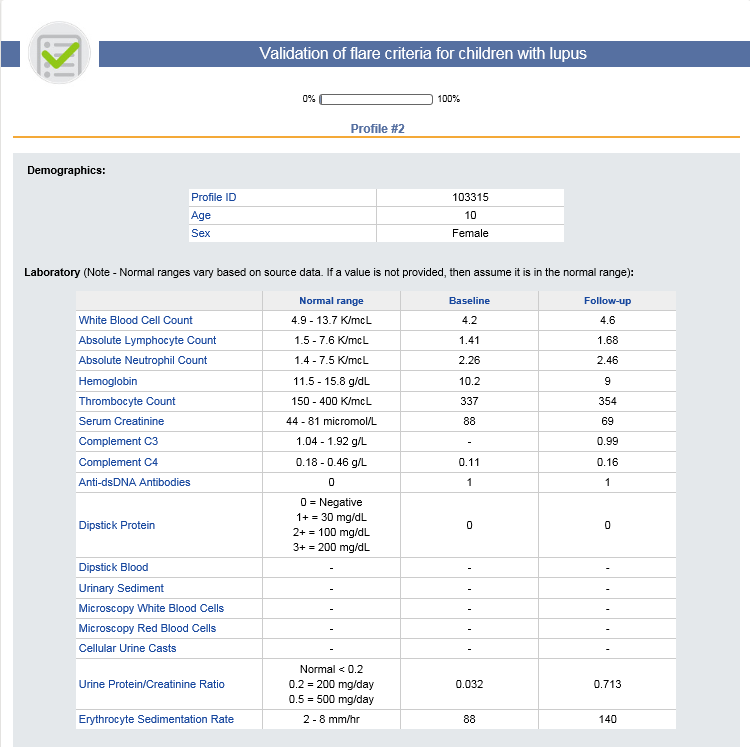 Validation of flare criteria for children with lupus
0% 100%
Profile #2
Demographics:
Profile ID 103315
Age 10
Sex Female
Laboratory (Note - Normal ranges vary based on source data. If a value is not provided, then assume it is in the normal range):
Normal range Baseline Follow-up
White Blood Cell Count 4.9 - 13.7 K/mcL 4.2 4.6
Absolute Lymphocyte Count 1.5 - 7.6 K/mcL 1.41 1.68
Absolute Neutrophil Count 1.4 - 7.5 K/mcL 2.26 2.46
Hemoglobin 11.5 - 15.8 g/dL 10.2 9
Thrombocyte Count 150 - 400 K/mcL 337 354
Serum Creatinine 44 - 81 micromol/L 88 69
Complement C3 1.04 - 1.92 g/L - 0.99
Complement C4 0.18 - 0.46 g/L 0.11 0.16
Anti-dsDNA Antibodies 0 1 1
0 = Negative
1+ = 30 mg/dL
Dipstick Protein 0 0
2+ = 100 mg/dL
3+ = 200 mg/dL
Dipstick Blood - - -
Urinary Sediment - - -
Microscopy White Blood Cells - - -
Microscopy Red Blood Cells - - -
Cellular Urine Casts - - -
Normal < 0.2
Urine Protein/Creatinine Ratio 0.2 = 200 mg/day 0.032 0.713
0.5 = 500 mg/day
Erythrocyte Sedimentation Rate 2 - 8 mm/hr 88 140